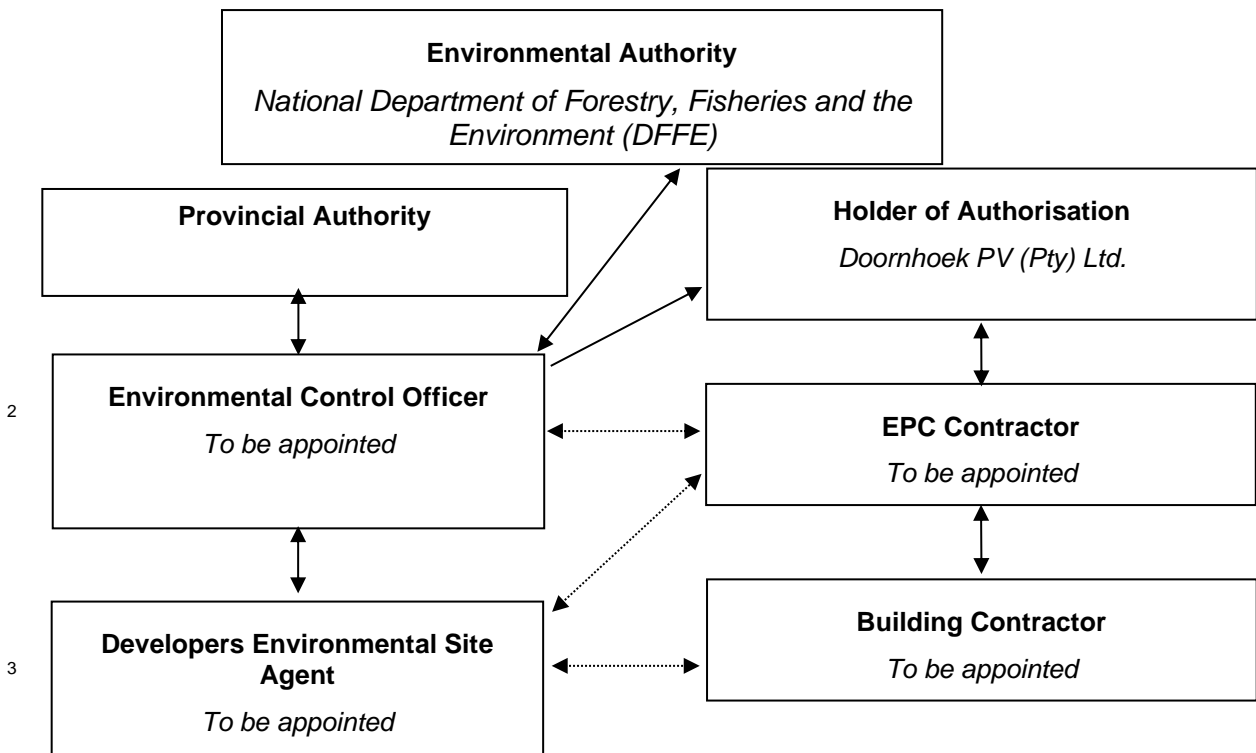 Environmental Authority
National Department of Forestry, Fisheries and the
Environment (DFFE)
Provincial Authority
Holder of Authorisation
Doornhoek PV (Pty) Ltd.
2
Environmental Control Officer
To be appointed
EPC Contractor
To be appointed
3
Developers Environmental Site
Agent
To be appointed
Building Contractor
To be appointed